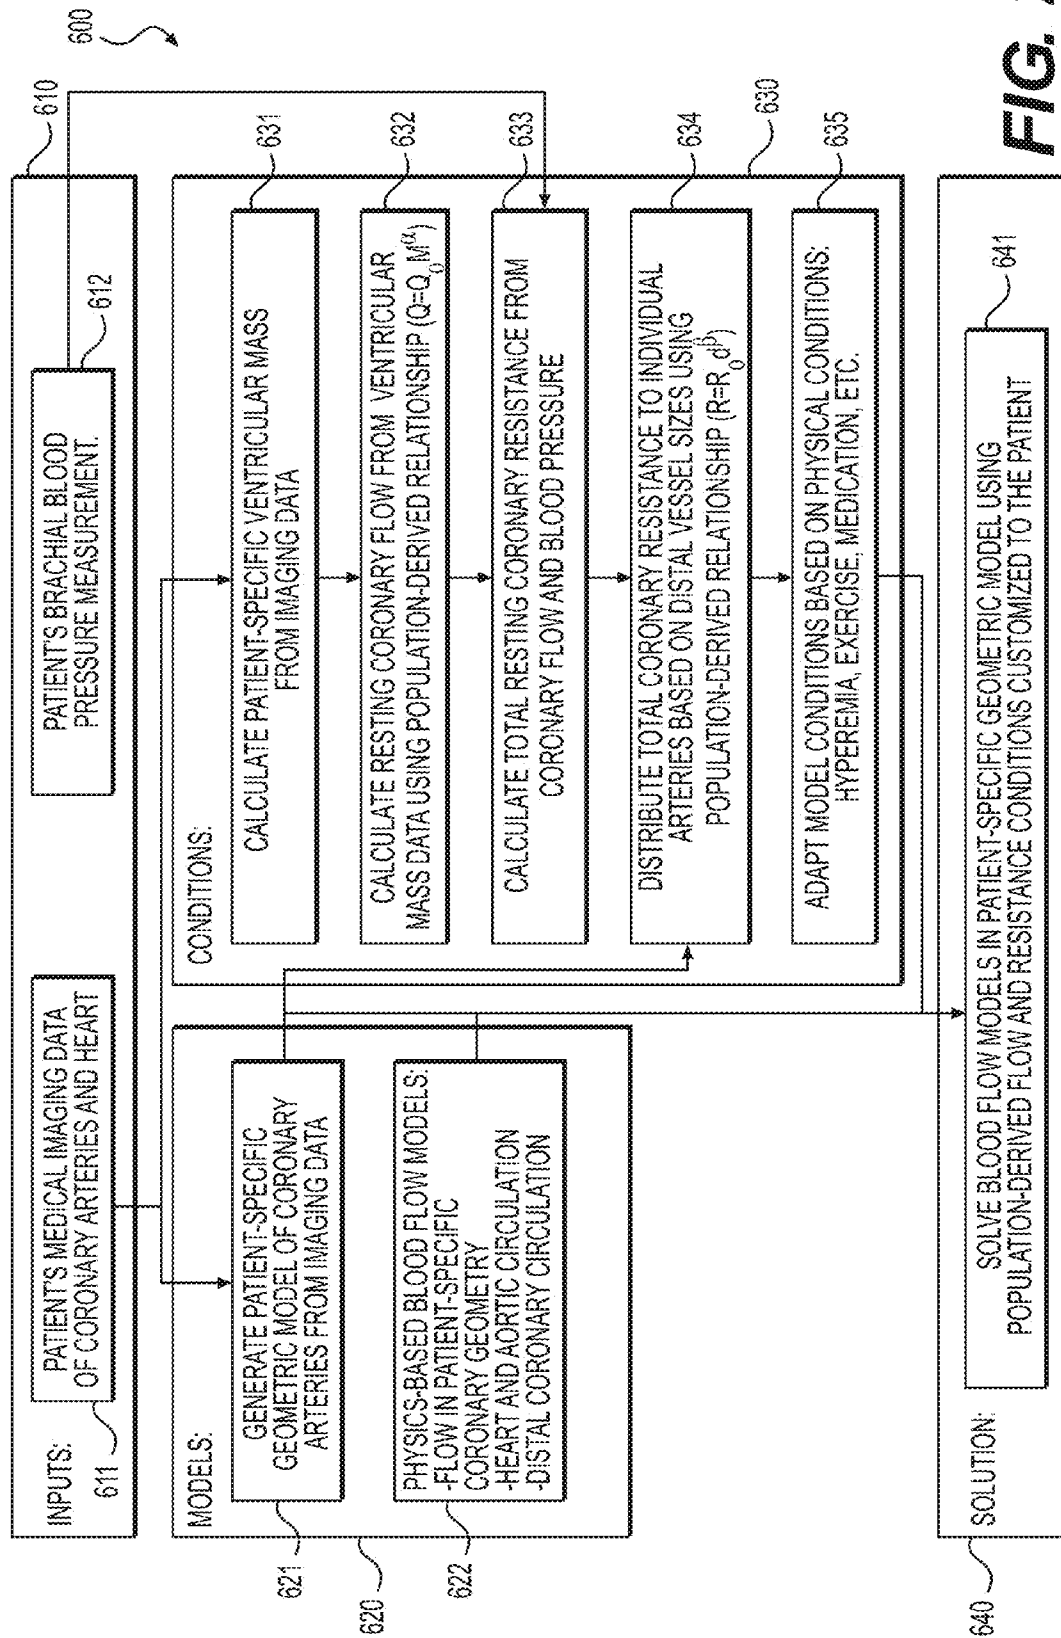 600
610
INPUTS:
PATIENT'S MEDICAL IMAGING DATA
OF CORONARY ARTERIES AND HEART
611
PATIENT'S BRACHIAL BLOOD
PRESSURE MEASUREMENT.
612
MODELS:
GENERATE PATIENT-SPECIFIC
GEOMETRIC MODEL OF CORONARY
ARTERIES FROM IMAGING DATA
621
PHYSICS-BASED BLOOD FLOW MODELS:
-FLOW IN PATIENT-SPECIFIC
CORONARY GEOMETRY
-HEART AND AORTIC CIRCULATION
-DISTAL CORONARY CIRCULATION
622
620
CONDITIONS:
CALCULATE PATIENT-SPECIFIC VENTRICULAR MASS
FROM IMAGING DATA
631
CALCULATE RESTING CORONARY FLOW FROM VENTRICULAR
MASS DATA USING POPULATION-DERIVED RELATIONSHIP (Q=Q₀M^α)
632
CALCULATE TOTAL RESTING CORONARY RESISTANCE FROM
CORONARY FLOW AND BLOOD PRESSURE
633
DISTRIBUTE TOTAL CORONARY RESISTANCE TO INDIVIDUAL
ARTERIES BASED ON DISTAL VESSEL SIZES USING
POPULATION-DERIVED RELATIONSHIP (R=R₀d^β)
634
ADAPT MODEL CONDITIONS BASED ON PHYSICAL CONDITIONS:
HYPEREMIA, EXERCISE, MEDICATION, ETC.
635
630
SOLUTION:
SOLVE BLOOD FLOW MODELS IN PATIENT-SPECIFIC GEOMETRIC MODEL USING
POPULATION-DERIVED FLOW AND RESISTANCE CONDITIONS CUSTOMIZED TO THE PATIENT
641
640
FIG.